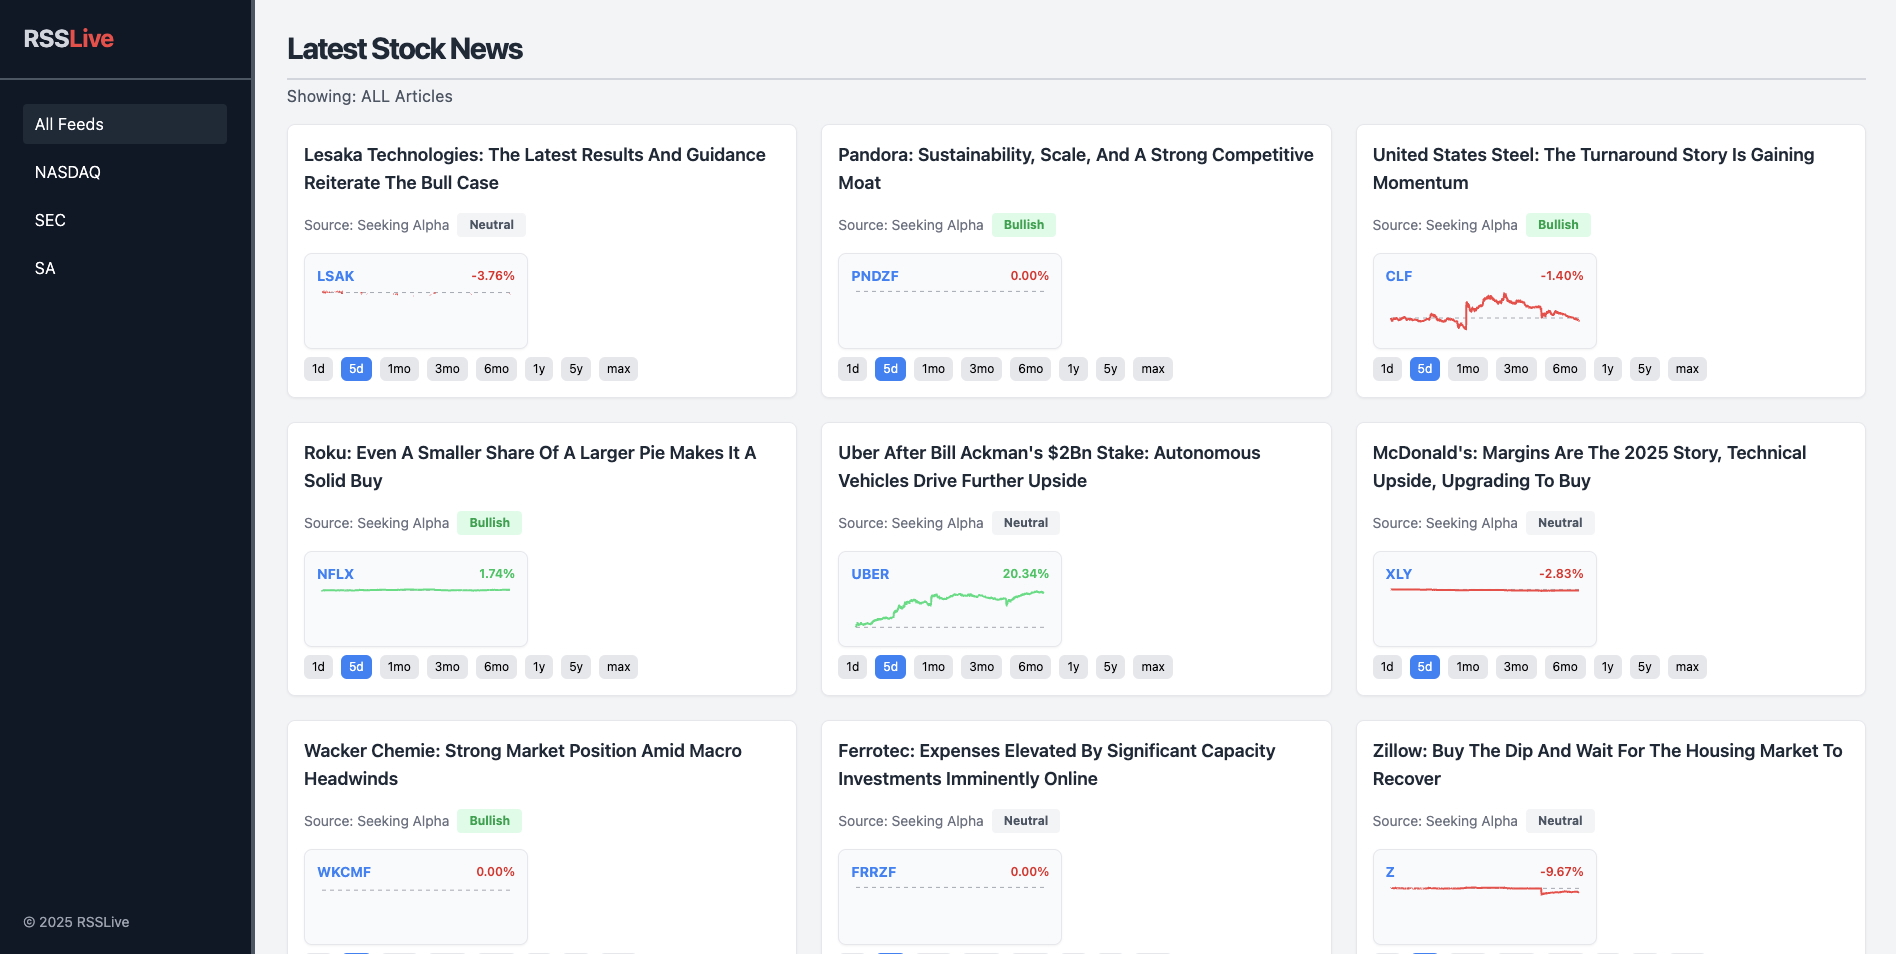 RSSLive
All Feeds
NASDAQ
SEC
SA
© 2025 RSSLive
Latest Stock News
Showing: ALL Articles
Lesaka Technologies: The Latest Results And Guidance
Reiterate The Bull Case
Source: Seeking Alpha Neutral
LSAK -3.76%
1d 5d 1mo 3mo 6mo 1y 5y max
Pandora: Sustainability, Scale, And A Strong Competitive
Moat
Source: Seeking Alpha Bullish
PNDZF 0.00%
1d 5d 1mo 3mo 6mo 1y 5y max
United States Steel: The Turnaround Story Is Gaining
Momentum
Source: Seeking Alpha Bullish
CLF -1.40%
1d 5d 1mo 3mo 6mo 1y 5y max
Roku: Even A Smaller Share Of A Larger Pie Makes It A
Solid Buy
Source: Seeking Alpha Bullish
NFLX 1.74%
1d 5d 1mo 3mo 6mo 1y 5y max
Uber After Bill Ackman's $2Bn Stake: Autonomous
Vehicles Drive Further Upside
Source: Seeking Alpha Neutral
UBER 20.34%
1d 5d 1mo 3mo 6mo 1y 5y max
McDonald's: Margins Are The 2025 Story, Technical
Upside, Upgrading To Buy
Source: Seeking Alpha Neutral
XLY -2.83%
1d 5d 1mo 3mo 6mo 1y 5y max
Wacker Chemie: Strong Market Position Amid Macro
Headwinds
Source: Seeking Alpha Bullish
WKCMF 0.00%
Ferrotec: Expenses Elevated By Significant Capacity
Investments Imminently Online
Source: Seeking Alpha Neutral
FRRZF 0.00%
Zillow: Buy The Dip And Wait For The Housing Market To
Recover
Source: Seeking Alpha Neutral
Z -9.67%